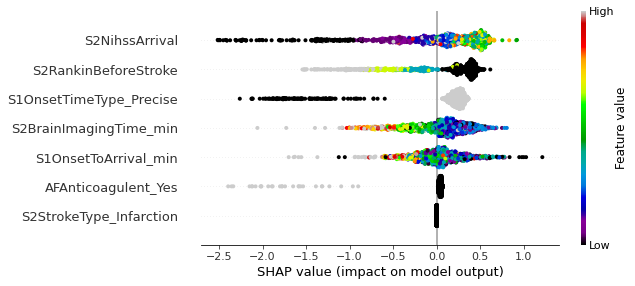 High
S2NihssArrival
S2RankinBeforeStroke
S1OnsetTimeType_Precise
S2BrainImagingTime_min
S1OnsetToArrival_min
AFAnticoagulent_Yes
S2StrokeType_Infarction
Feature value
Low
−2.5 −2.0 −1.5 −1.0 −0.5 0.0 0.5 1.0
SHAP value (impact on model output)